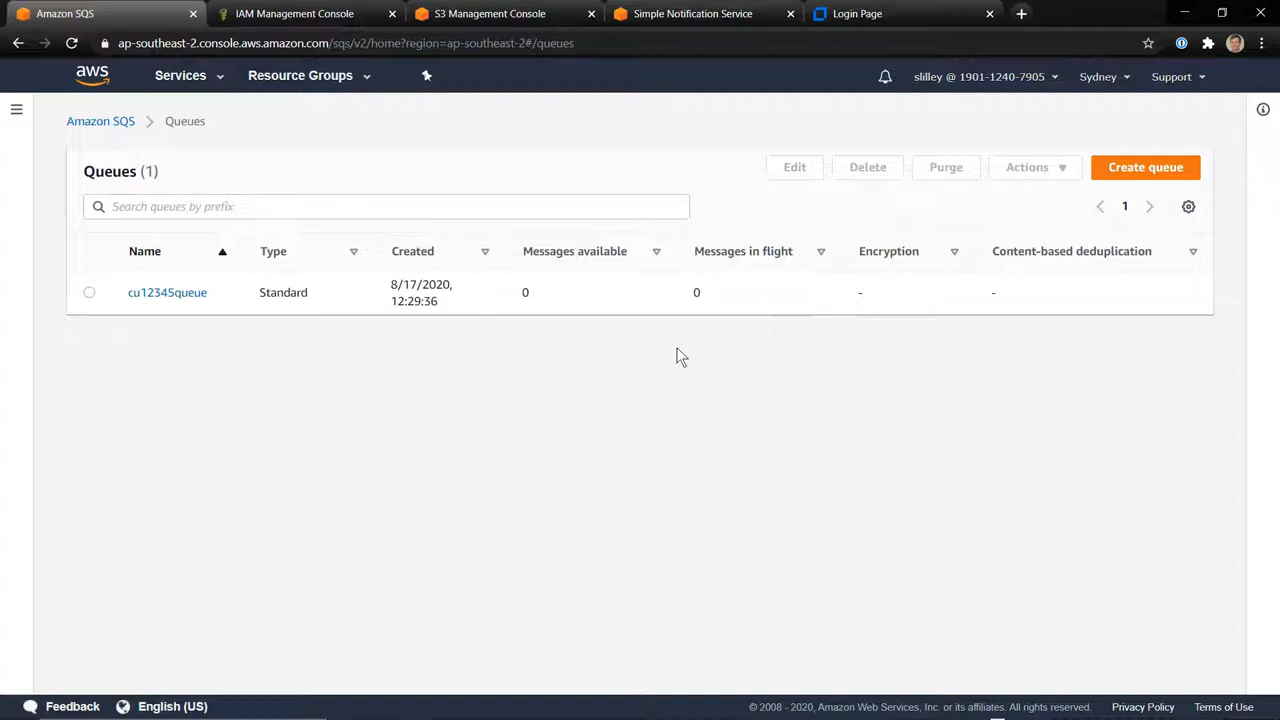 Amazon SQS
IAM Management Console
S3 Management Console
Simple Notification Service
Login Page
ap-southeast-2.console.aws.amazon.com/sqs/v2/home?region=ap-southeast-2#/queues
aws
Services
Resource Groups
slilley @ 1901-1240-7905
Sydney
Support
Amazon SQS
Queues
Queues (1)
Edit
Delete
Purge
Actions
Create queue
Search queues by prefix
1
Name
Type
Created
Messages available
Messages in flight
Encryption
Content-based deduplication
cu12345queue
Standard
8/17/2020,
12:29:36
0
0
-
-
Feedback
English (US)
© 2008 - 2020, Amazon Web Services, Inc. or its affiliates. All rights reserved.
Privacy Policy
Terms of Use